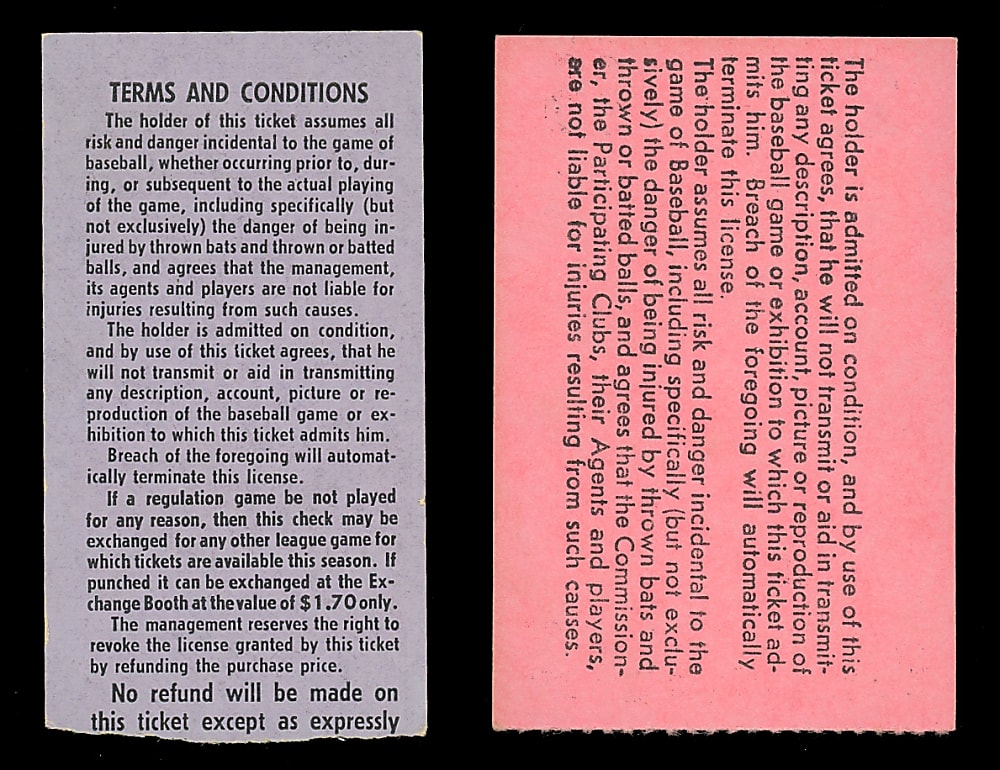 TERMS AND CONDITIONS
The holder of this ticket assumes all
risk and danger incidental to the game of
baseball, whether occurring prior to, dur-
ing, or subsequent to the actual playing
of the game, including specifically (but
not exclusively) the danger of being in-
jured by thrown bats and thrown or batted
balls, and agrees that the management,
its agents and players are not liable for
injuries resulting from such causes.
The holder is admitted on condition,
and by use of this ticket agrees, that he
will not transmit or aid in transmitting
any description, account, picture or re-
production of the baseball game or ex-
hibition to which this ticket admits him.
Breach of the foregoing will automat-
ically terminate this license.
If a regulation game be not played
for any reason, then this check may be
exchanged for any other league game for
which tickets are available this season. If
punched it can be exchanged at the Ex-
change Booth at the value of $1.70 only.
The management reserves the right to
revoke the license granted by this ticket
by refunding the purchase price.
No refund will be made on
this ticket except as expressly
The holder is admitted on condition, and by use of this
ticket agrees, that he will not transmit or aid in transmit-
ting any description, account, picture or reproduction of
the baseball game or exhibition to which this ticket ad-
mits him. Breach of the foregoing will automatically
terminate this license.
The holder assumes all risk and danger incidental to the
game of Baseball, including specifically (but not exclu-
sively) the danger of being injured by thrown bats and
thrown or batted balls, and agrees that the Commission-
er, the Participating Clubs, their Agents and players,
are not liable for injuries resulting from such causes.